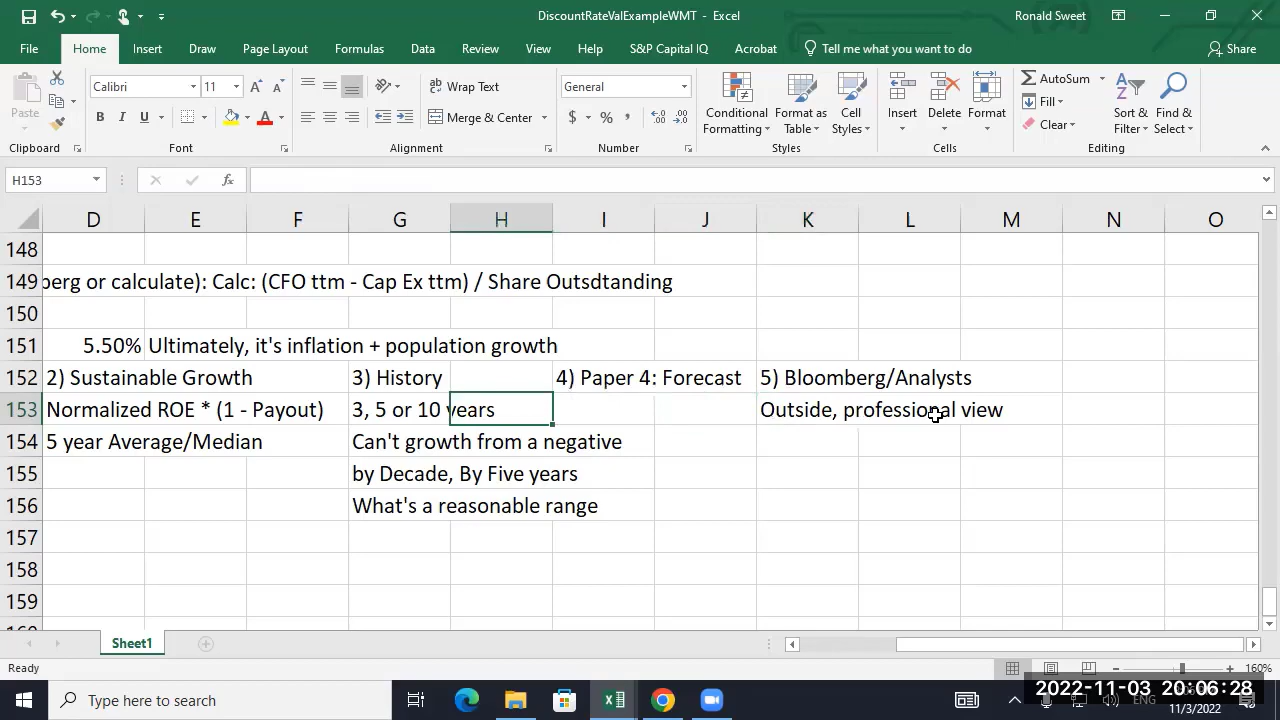 DiscountRateValExampleWMT - Excel
Ronald Sweet
File Home Insert Draw Page Layout Formulas Data Review View Help S&P Capital IQ Acrobat Tell me what you want to do Share
Paste
Clipboard
Calibri 11
B I U
Font
Wrap Text
Merge & Center
Alignment
General
$ % ,
Number
Conditional Formatting
Format as Table
Cell Styles
Styles
Insert Delete Format
Cells
AutoSum
Fill
Clear
Sort & Filter
Find & Select
Editing
H153
fx
D E F G H I J K L M N O
148
149 berg or calculate): Calc: (CFO ttm - Cap Ex ttm) / Share Outsdtanding
150
151 5.50% Ultimately, it's inflation + population growth
152 2) Sustainable Growth 3) History 4) Paper 4: Forecast 5) Bloomberg/Analysts
153 Normalized ROE * (1 - Payout) 3, 5 or 10 years Outside, professional view
154 5 year Average/Median Can't growth from a negative
155 by Decade, By Five years
156 What's a reasonable range
157
158
159
Sheet1
Ready
160%
Type here to search
2022-11-03 20:06:28
ENG
11/3/2022